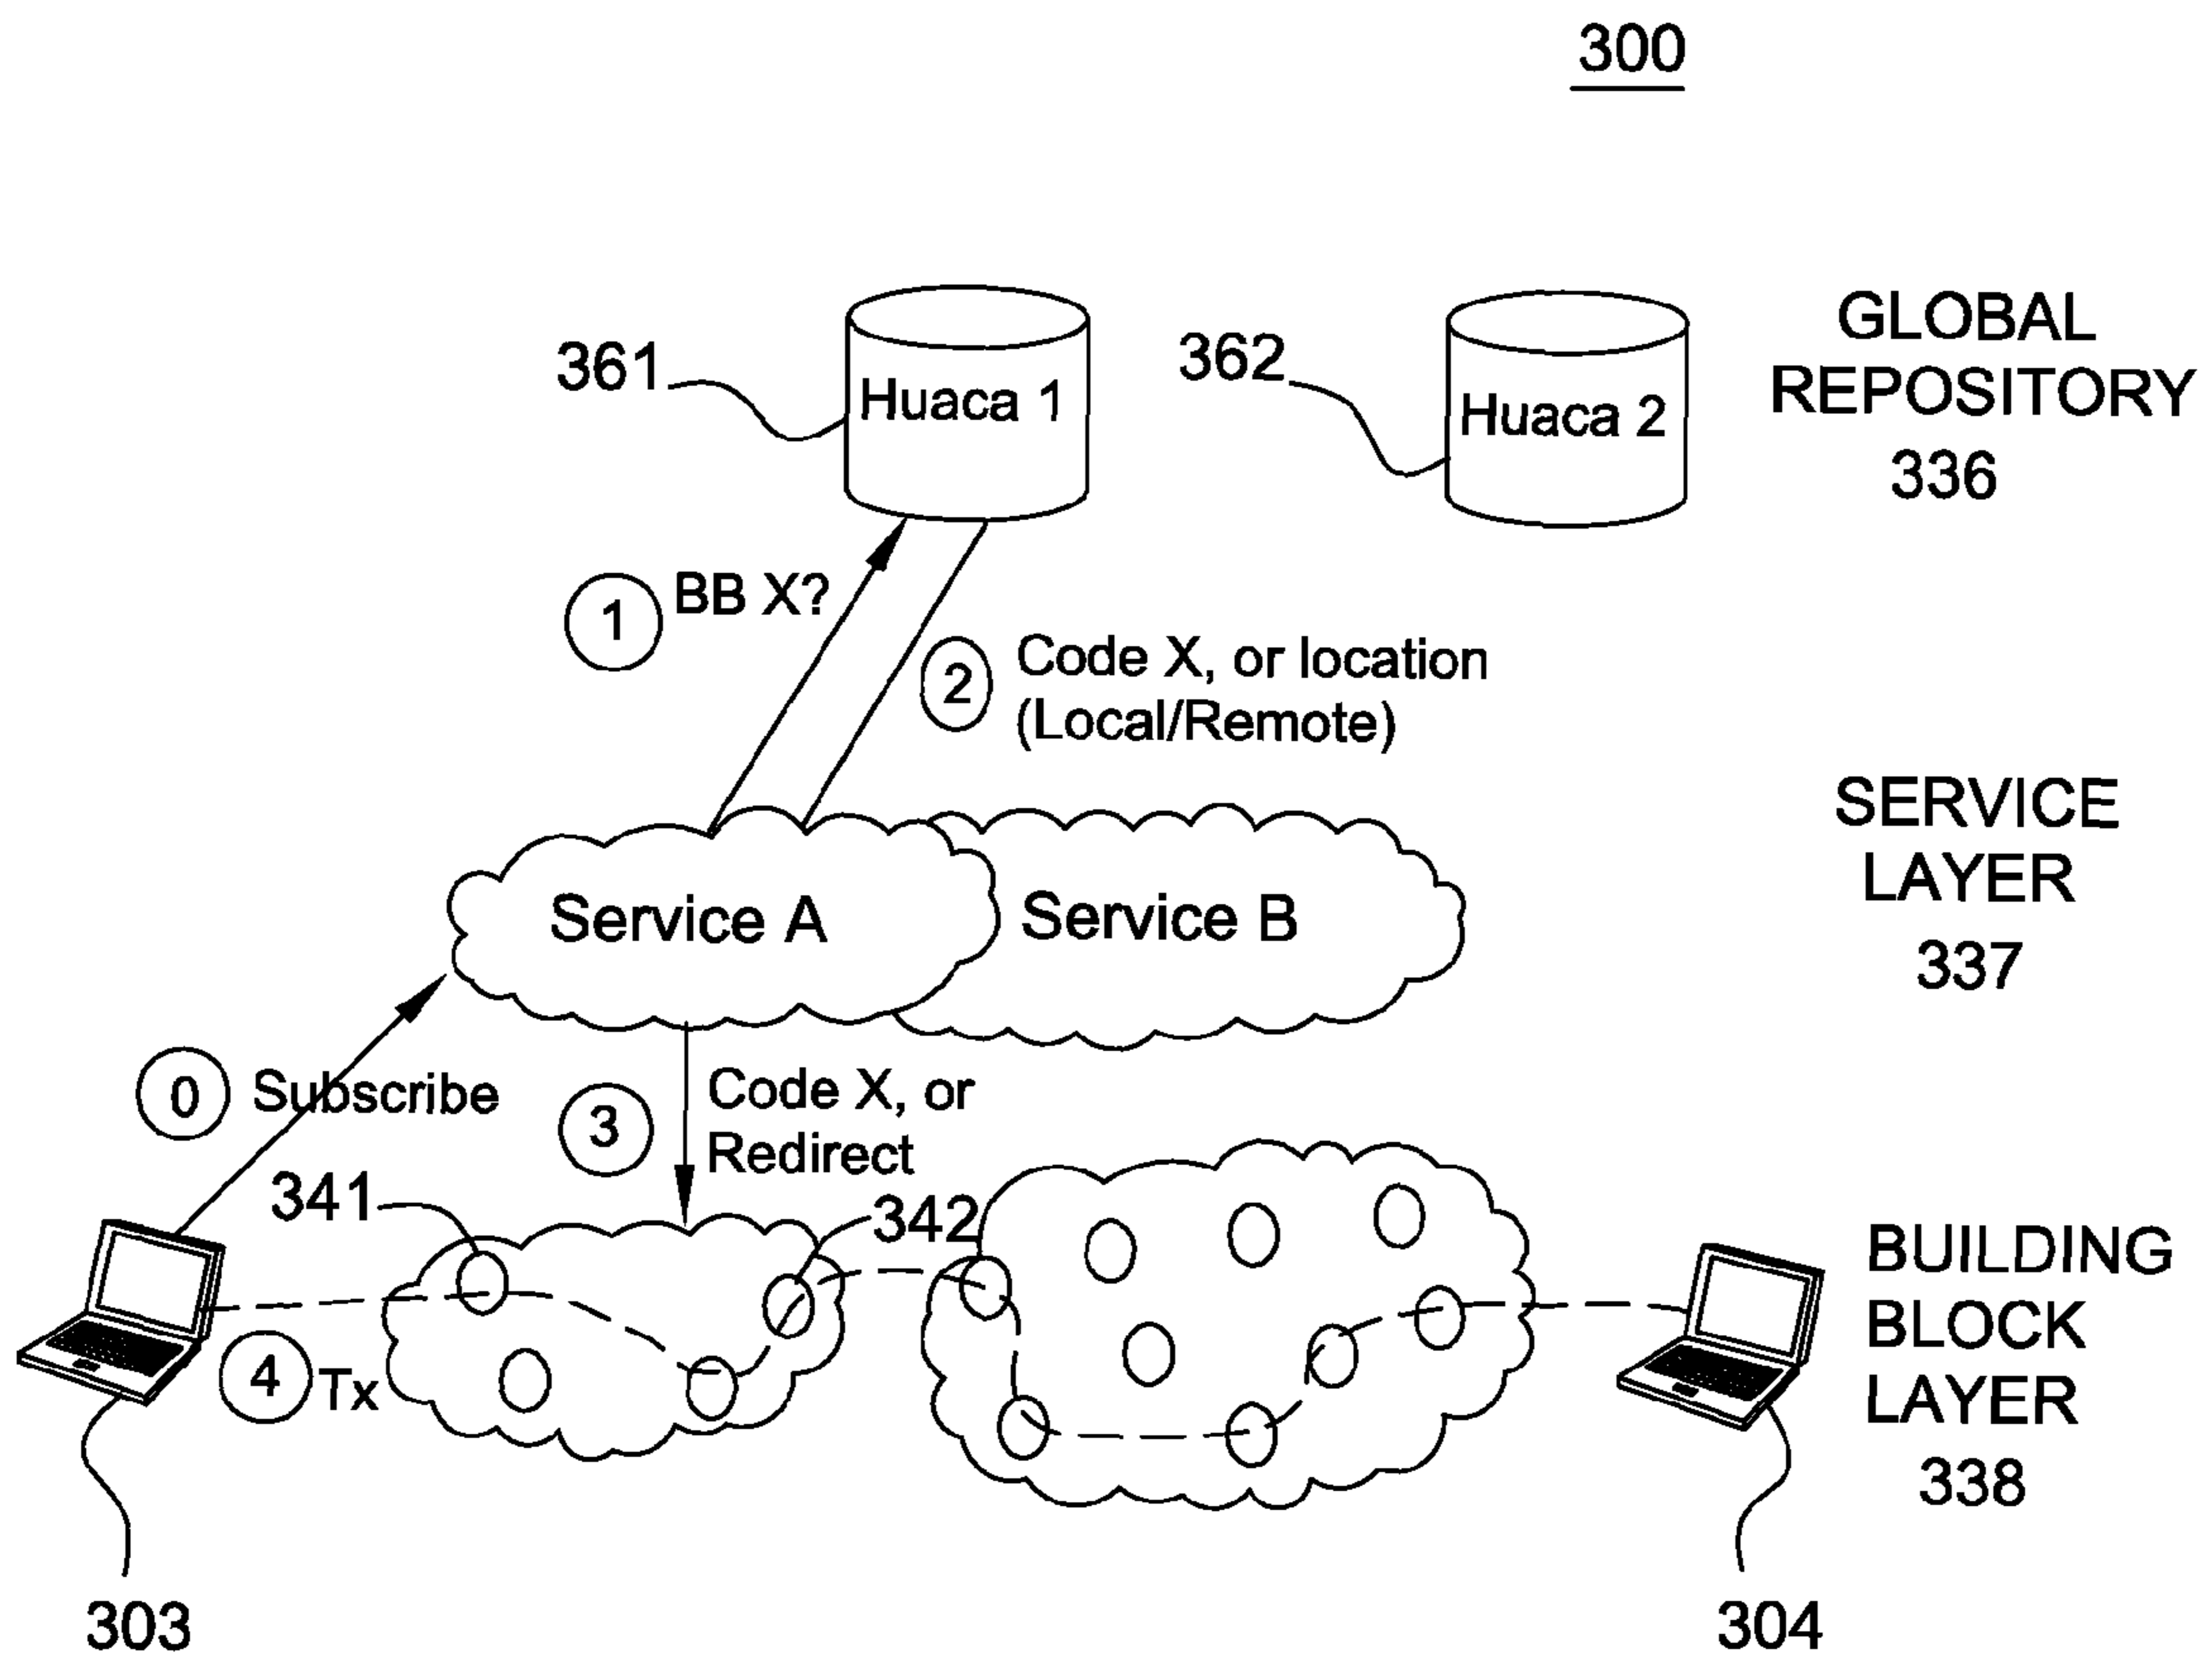 300
361
Huaca 1
362
Huaca 2
GLOBAL
REPOSITORY
336
1
BB X?
2
Code X, or location
(Local/Remote)
Service A
Service B
SERVICE
LAYER
337
0
Subscribe
3
Code X, or
Redirect
341
342
4
Tx
BUILDING
BLOCK
LAYER
338
303
304